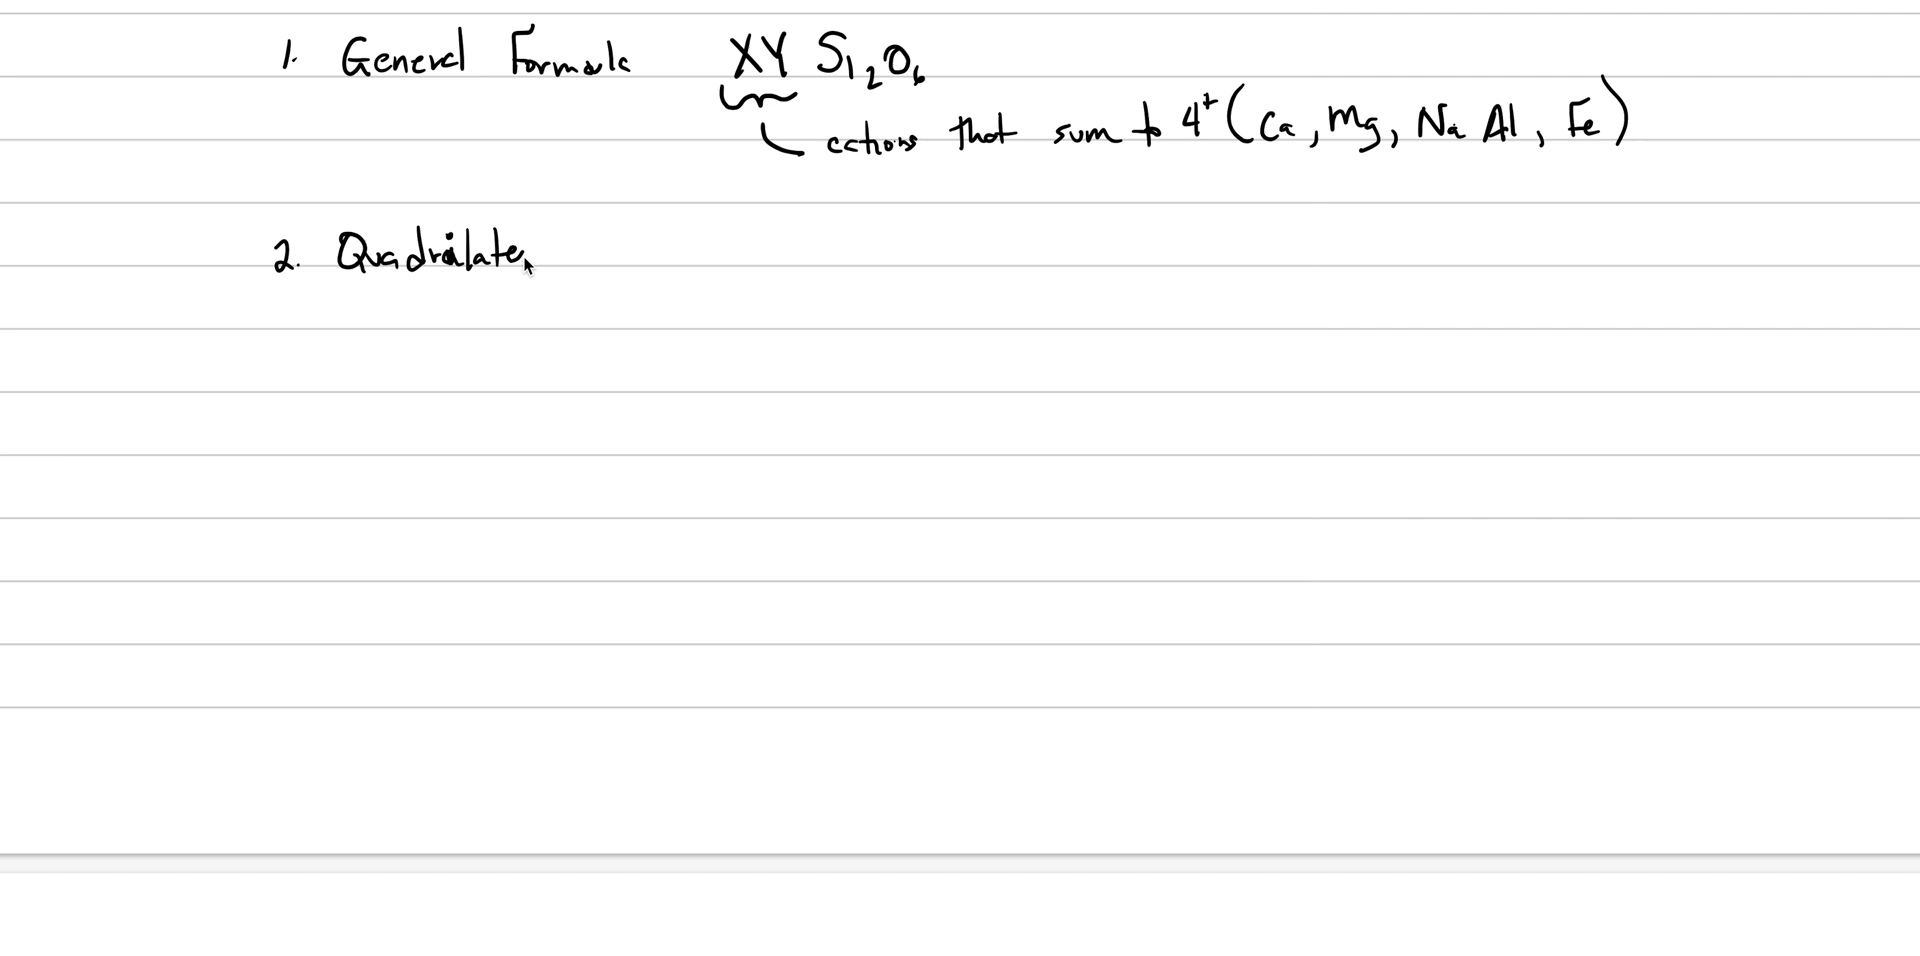 1. General Formula XY Si2O6
cations that sum to 4+ (Ca, Mg, Na Al, Fe)
2. Quadrilate